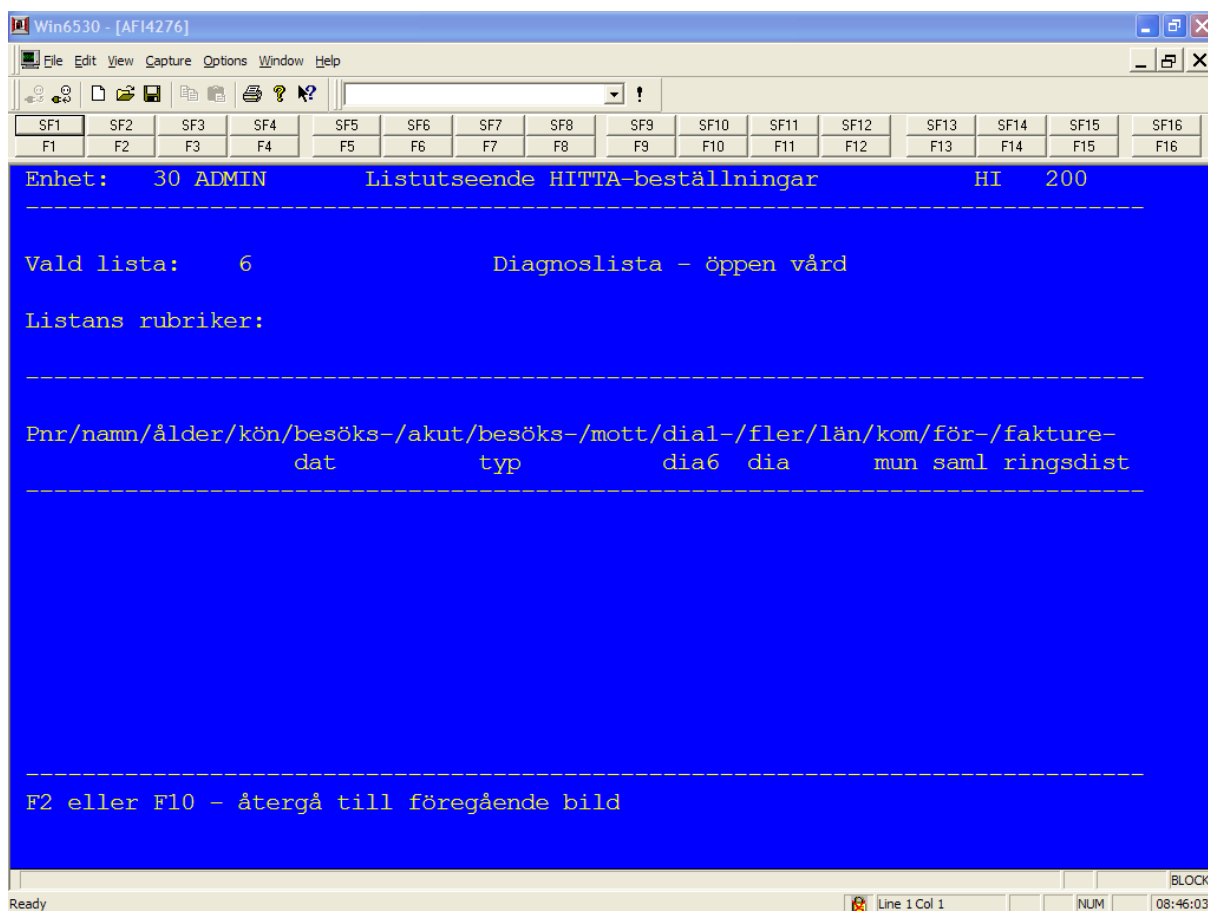 Win6530 - [AFI4276]
File Edit View Capture Options Window Help
SF1 SF2 SF3 SF4 SF5 SF6 SF7 SF8 SF9 SF10 SF11 SF12 SF13 SF14 SF15 SF16
F1 F2 F3 F4 F5 F6 F7 F8 F9 F10 F11 F12 F13 F14 F15 F16
Enhet: 30 ADMIN Listutseende HITTA-beställningar HI 200
Vald lista: 6 Diagnoslista - öppen vård
Listans rubriker:
Pnr/namn/ålder/kön/besöks-/akut/besöks-/mott/dia1-/fler/län/kom/för-/fakture-
dat typ dia6 dia mun saml ringsdist
F2 eller F10 - återgå till föregående bild
BLOCK
Ready Line 1 Col 1 NUM 08:46:03